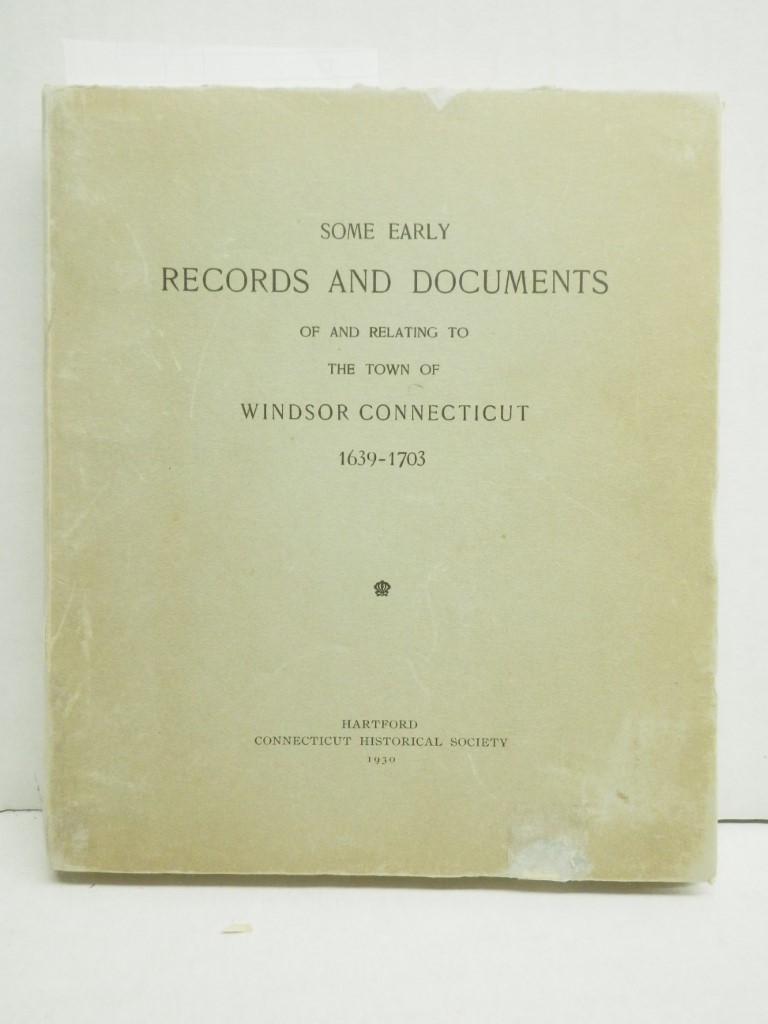 SOME EARLY
RECORDS AND DOCUMENTS
OF AND RELATING TO
THE TOWN OF
WINDSOR CONNECTICUT
1639-1703
HARTFORD
CONNECTICUT HISTORICAL SOCIETY
1930